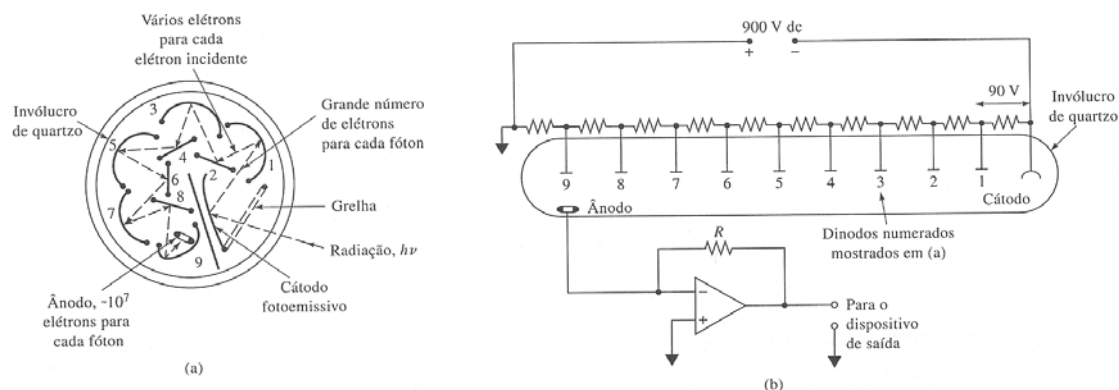 Vários elétrons
para cada
elétron incidente
Invólucro
de quartzo
Grande número
de elétrons
para cada fóton
3
5
4
1
2
6
8
7
9
Grelha
Radiação, hν
Cátodo
fotoemissivo
Ânodo, ~10⁷
elétrons para
cada fóton
(a)
900 V dc
+ −
90 V
Invólucro
de quartzo
9 8 7 6 5 4 3 2 1
Cátodo
Ânodo
Dinodos numerados
mostrados em (a)
R
−
+
Para o
dispositivo
de saída
(b)